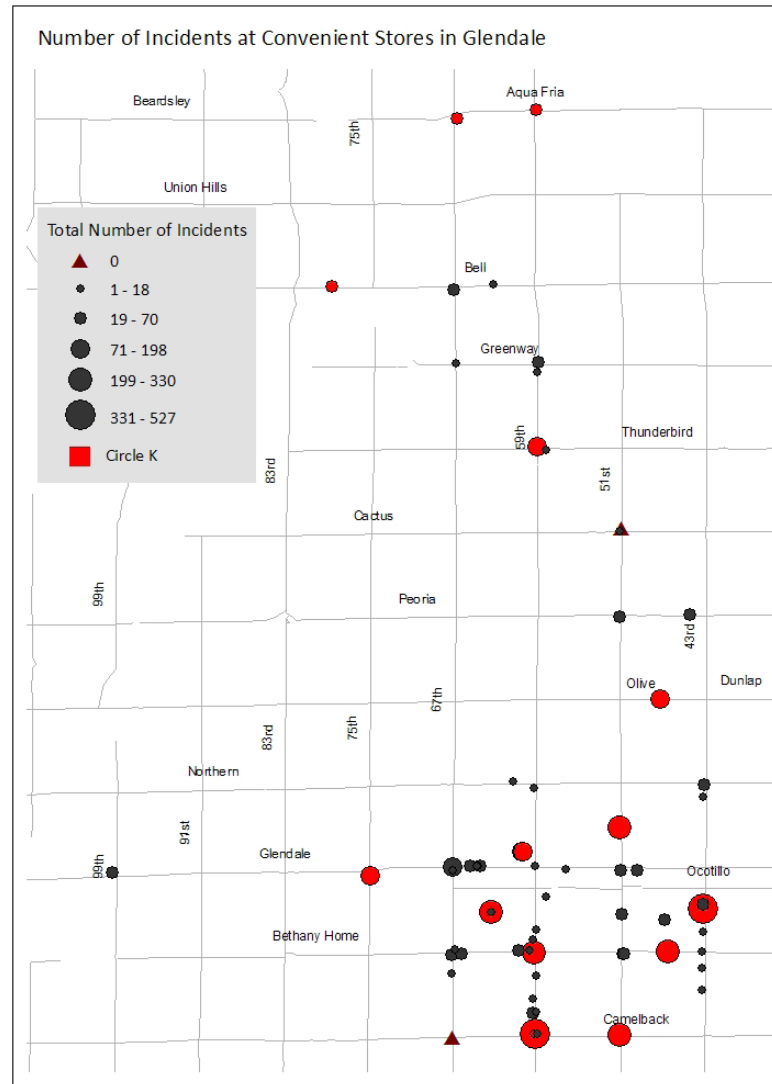 Number of Incidents at Convenient Stores in Glendale
Aqua Fria
Beardsley
75th
Union Hills
Total Number of Incidents
0
1 - 18
19 - 70
71 - 198
199 - 330
331 - 527
Circle K
Bell
Greenway
59th
Thunderbird
83rd
51st
Cactus
99th
Peoria
43rd
Olive
Dunlap
67th
75th
83rd
Northern
91st
Glendale
99th
Ocotillo
Bethany Home
Camelback